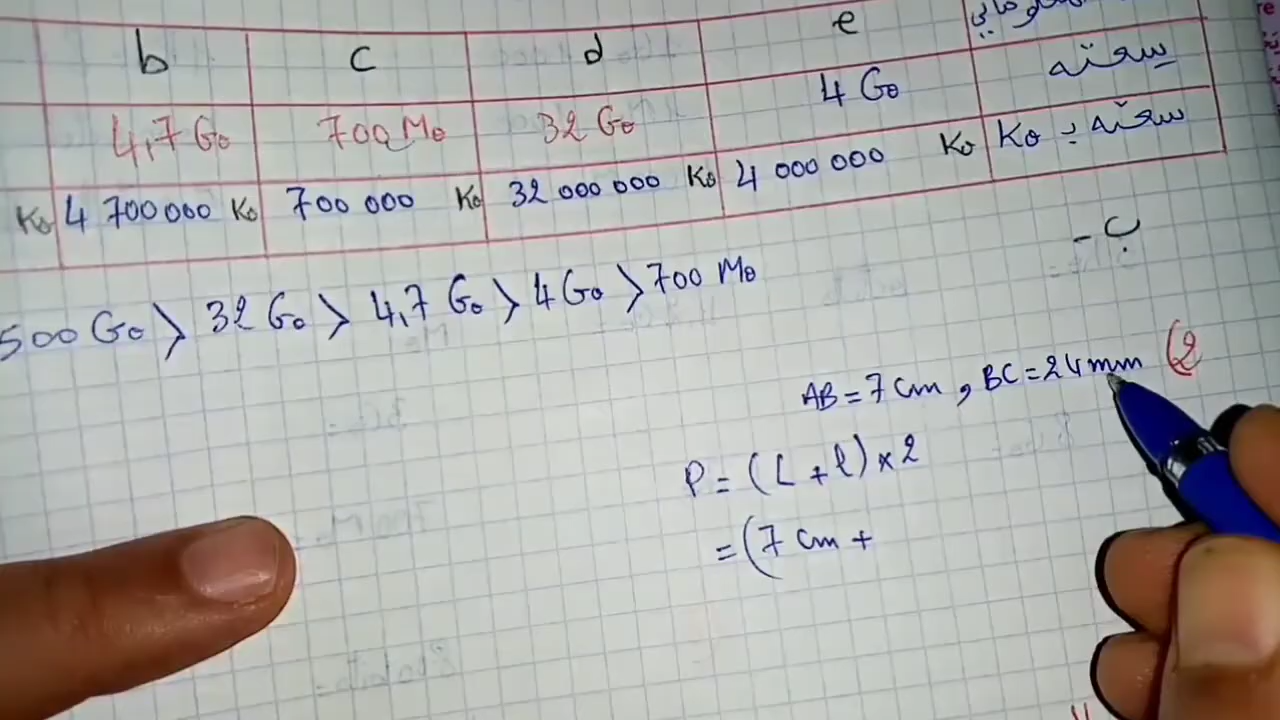 b c d e
4,7 Go 700 Mo 32 Go 4 Go سعته
Ko 4 700 000 Ko 700 000 Ko 32 000 000 Ko 4 000 000 Ko سعته بـ Ko
ب -
500 Go > 32 Go > 4,7 Go > 4 Go > 700 Mo
AB = 7 cm , BC = 24 mm (2
P = (L + l) × 2
= (7 cm +